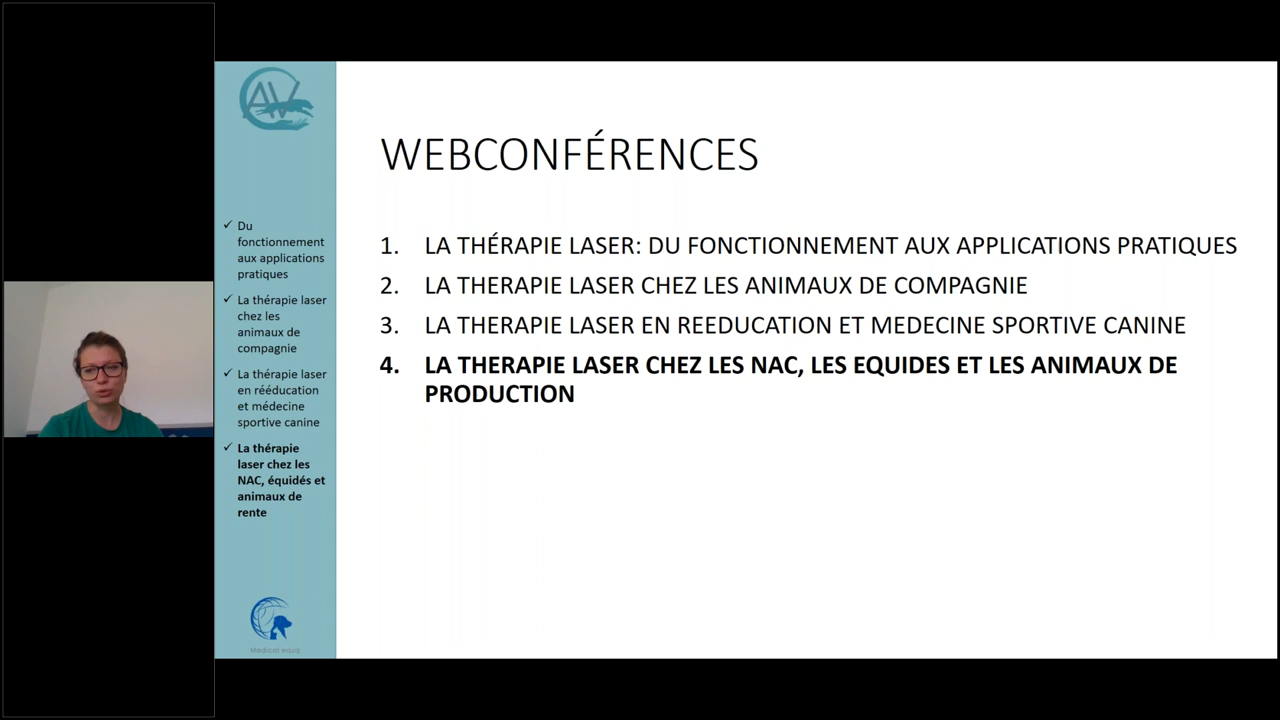 AV
WEBCONFÉRENCES
1. LA THÉRAPIE LASER: DU FONCTIONNEMENT AUX APPLICATIONS PRATIQUES
2. LA THERAPIE LASER CHEZ LES ANIMAUX DE COMPAGNIE
3. LA THERAPIE LASER EN REEDUCATION ET MEDECINE SPORTIVE CANINE
4. LA THERAPIE LASER CHEZ LES NAC, LES EQUIDES ET LES ANIMAUX DE
PRODUCTION
✓ Du
fonctionnement
aux applications
pratiques
✓ La thérapie laser
chez les
animaux de
compagnie
✓ La thérapie laser
en rééducation
et médecine
sportive canine
✓ La thérapie
laser chez les
NAC, équidés et
animaux de
rente
Medical equip